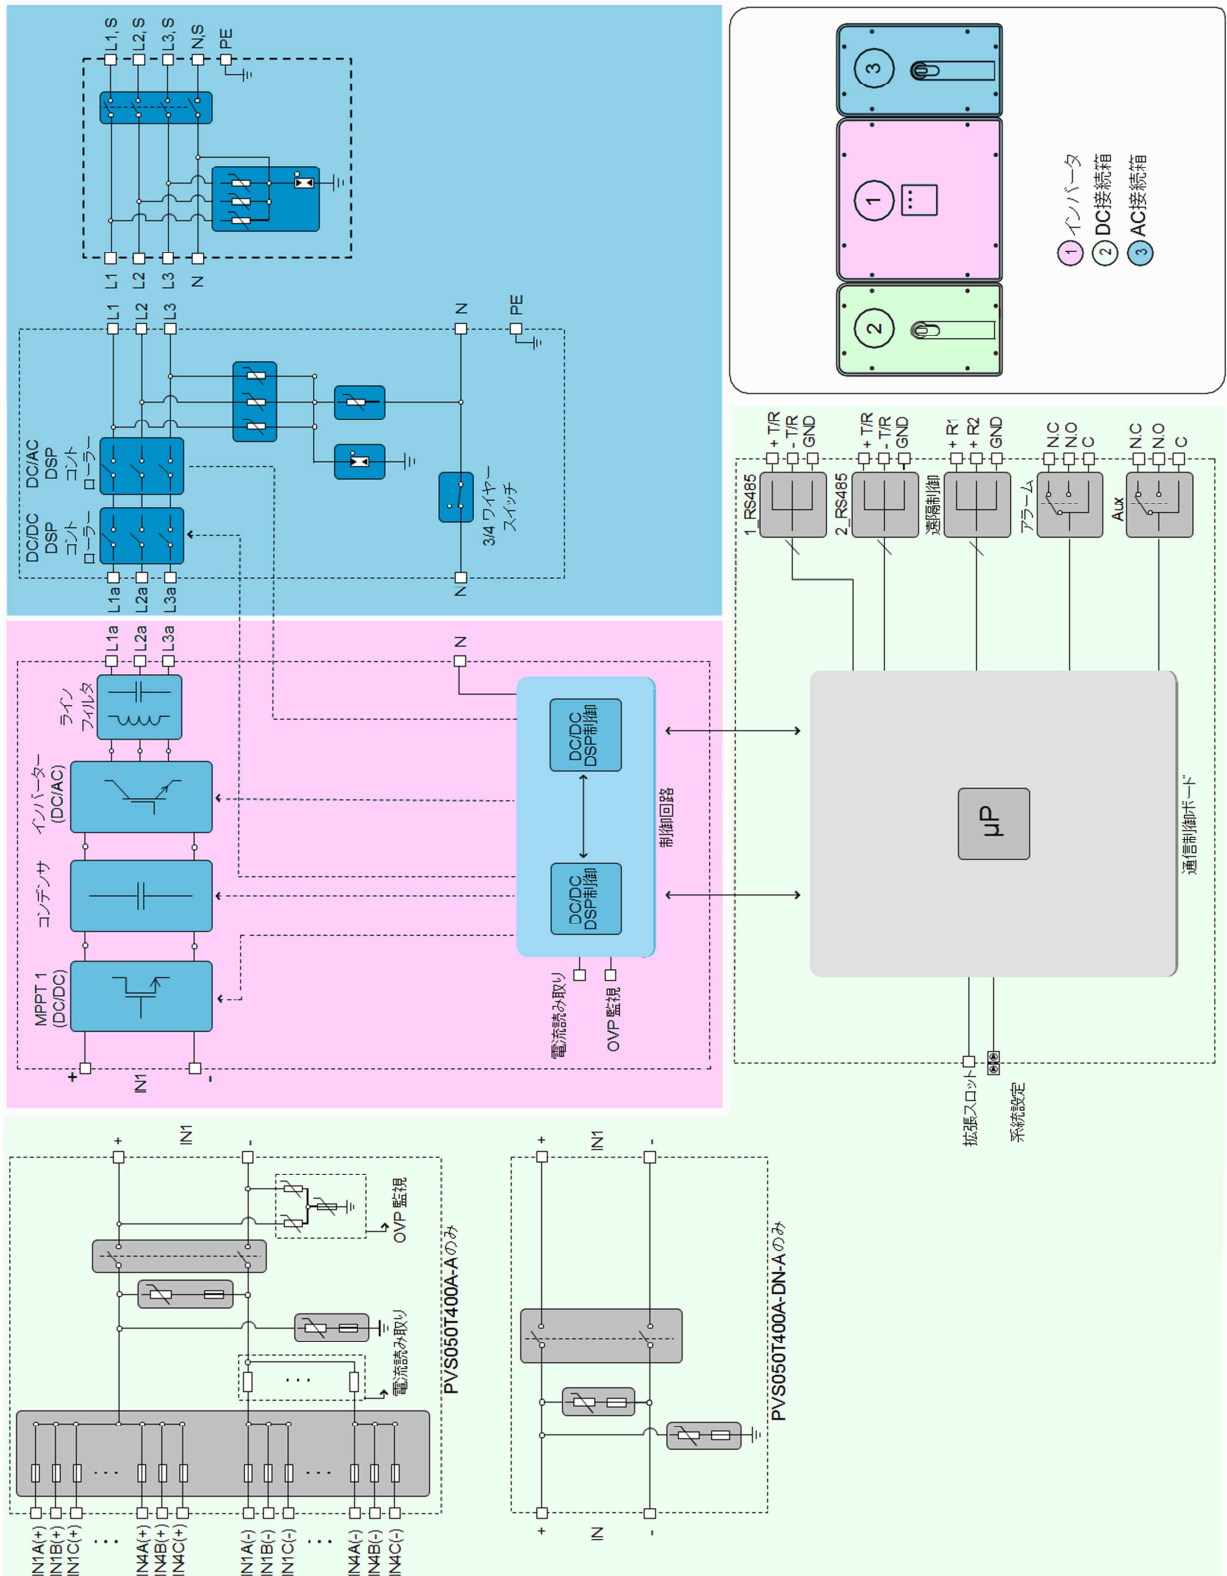 IN1A(+)
IN1B(+)
IN1C(+)
IN4A(+)
IN4B(+)
IN4C(+)
IN1A(-)
IN1B(-)
IN1C(-)
IN4A(-)
IN4B(-)
IN4C(-)
電流読み取り
OVP 監視
+
IN1
-
PVS050T400A-Aのみ
+
IN
-
+
IN1
-
PVS050T400A-DN-Aのみ
+
IN1
-
MPPT 1
(DC/DC)
コンデンサ
インバーター
(DC/AC)
ライン
フィルタ
L1a
L2a
L3a
N
電流読み取り
OVP 監視
DC/DC
DSP制御
DC/DC
DSP制御
制御回路
L1a
L2a
L3a
N
DC/DC
DSP
コント
ローラー
DC/AC
DSP
コント
ローラー
3/4 ワイヤー
スイッチ
L1
L2
L3
N
PE
L1
L2
L3
N
L1,S
L2,S
L3,S
N,S
PE
拡張スロット
系統設定
µP
通信制御ボード
1_RS485
+ T/R
- T/R
GND
2_RS485
+ T/R
- T/R
GND
遠隔制御
+ R1
+ R2
GND
アラーム
N.C
N.O
C
Aux
N.C
N.O
C
2
1
3
1 インバータ
2 DC接続箱
3 AC接続箱